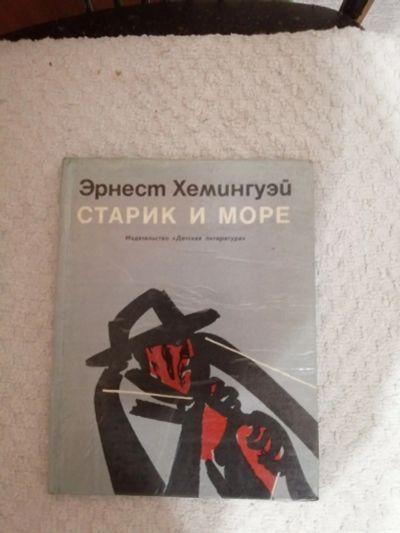 Эрнест Хемингуэй
СТАРИК И МОРЕ
Издательство «Детская литература»